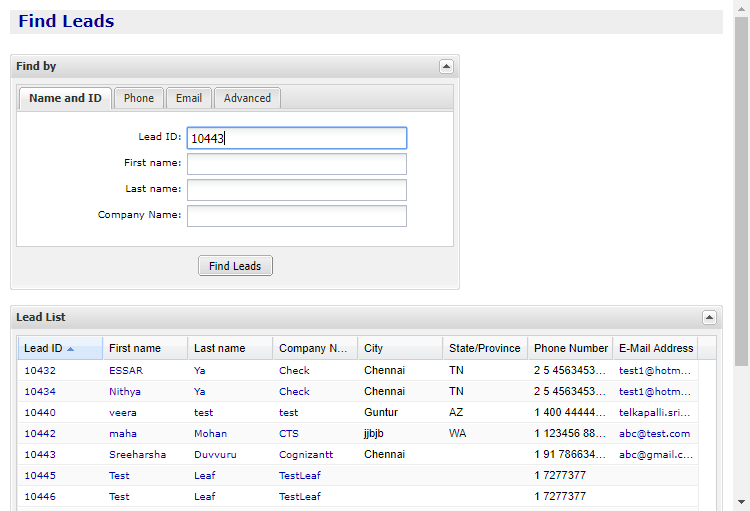 Find Leads
Find by
Name and ID Phone Email Advanced
Lead ID: 10443
First name:
Last name:
Company Name:
Find Leads
Lead List
Lead ID First name Last name Company N... City State/Province Phone Number E-Mail Address
10432 ESSAR Ya Check Chennai TN 2 5 4563453... test1@hotm...
10434 Nithya Ya Check Chennai TN 2 5 4563453... test1@hotm...
10440 veera test test Guntur AZ 1 400 44444... telkapalli.sri...
10442 maha Mohan CTS jjbjb WA 1 123456 88... abc@test.com
10443 Sreeharsha Duvvuru Cognizantt Chennai 1 91 786634... abc@gmail.c...
10445 Test Leaf TestLeaf 1 7277377
10446 Test Leaf TestLeaf 1 7277377